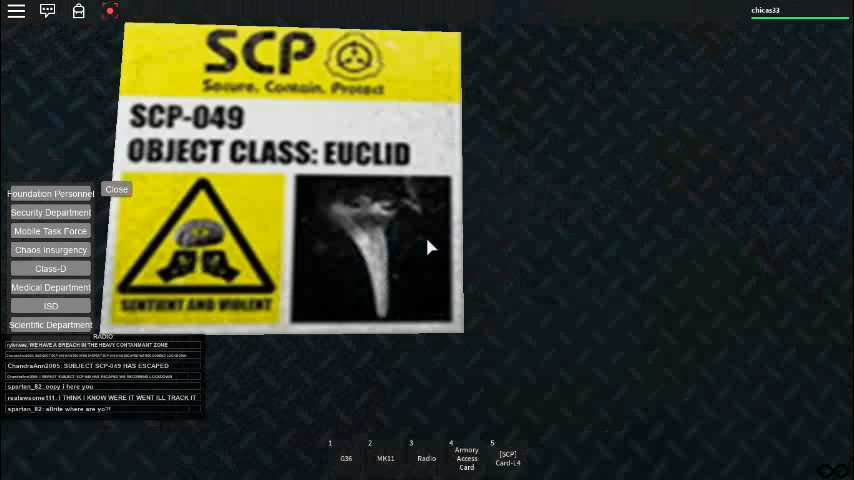 chicas33
SCP
Secure. Contain. Protect
SCP-049
OBJECT CLASS: EUCLID
SENTIENT AND VIOLENT
Close
Foundation Personnel
Security Department
Mobile Task Force
Chaos Insurgency
Class-D
Medical Department
ISD
Scientific Department
RADIO
WE HAVE A BREACH IN THE HEAVY CONTANMANT ZONE
ChandraAnn2005: SUBJECT SCP-049 HAS ESCAPED
spartan_82: oopy i here you
realawsome111: I THINK I KNOW WERE IT WENT ILL TRACK IT
spartan_82: allrite where are yo?!
1 2 3 4 5
G36 MK11 Radio Armory Access Card [SCP] Card-L4